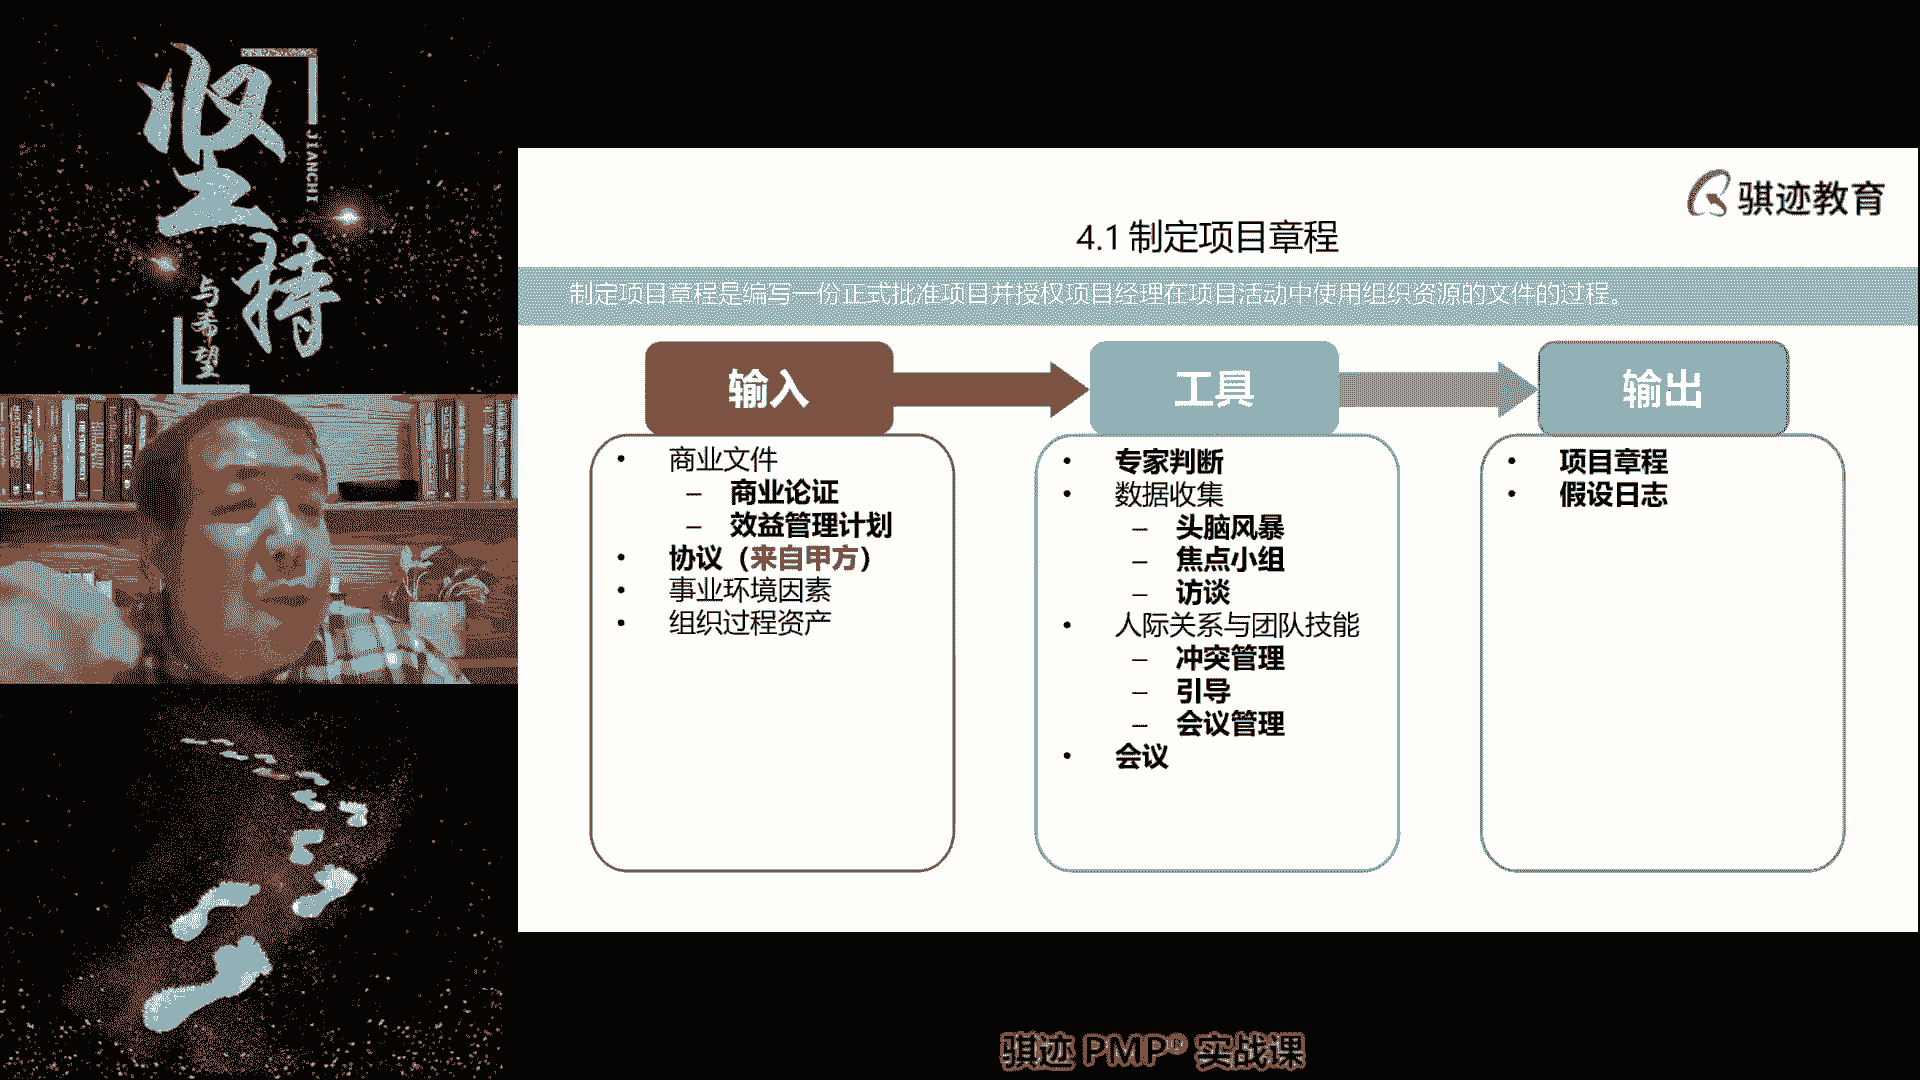 坚持
JIANCHI
与希望
骐迹教育
4.1 制定项目章程
制定项目章程是编写一份正式批准项目并授权项目经理在项目活动中使用组织资源的文件的过程。
输入
• 商业文件
– 商业论证
– 效益管理计划
• 协议（来自甲方）
• 事业环境因素
• 组织过程资产
工具
• 专家判断
• 数据收集
– 头脑风暴
– 焦点小组
– 访谈
• 人际关系与团队技能
– 冲突管理
– 引导
– 会议管理
• 会议
输出
• 项目章程
• 假设日志
骐迹 PMP® 实战课